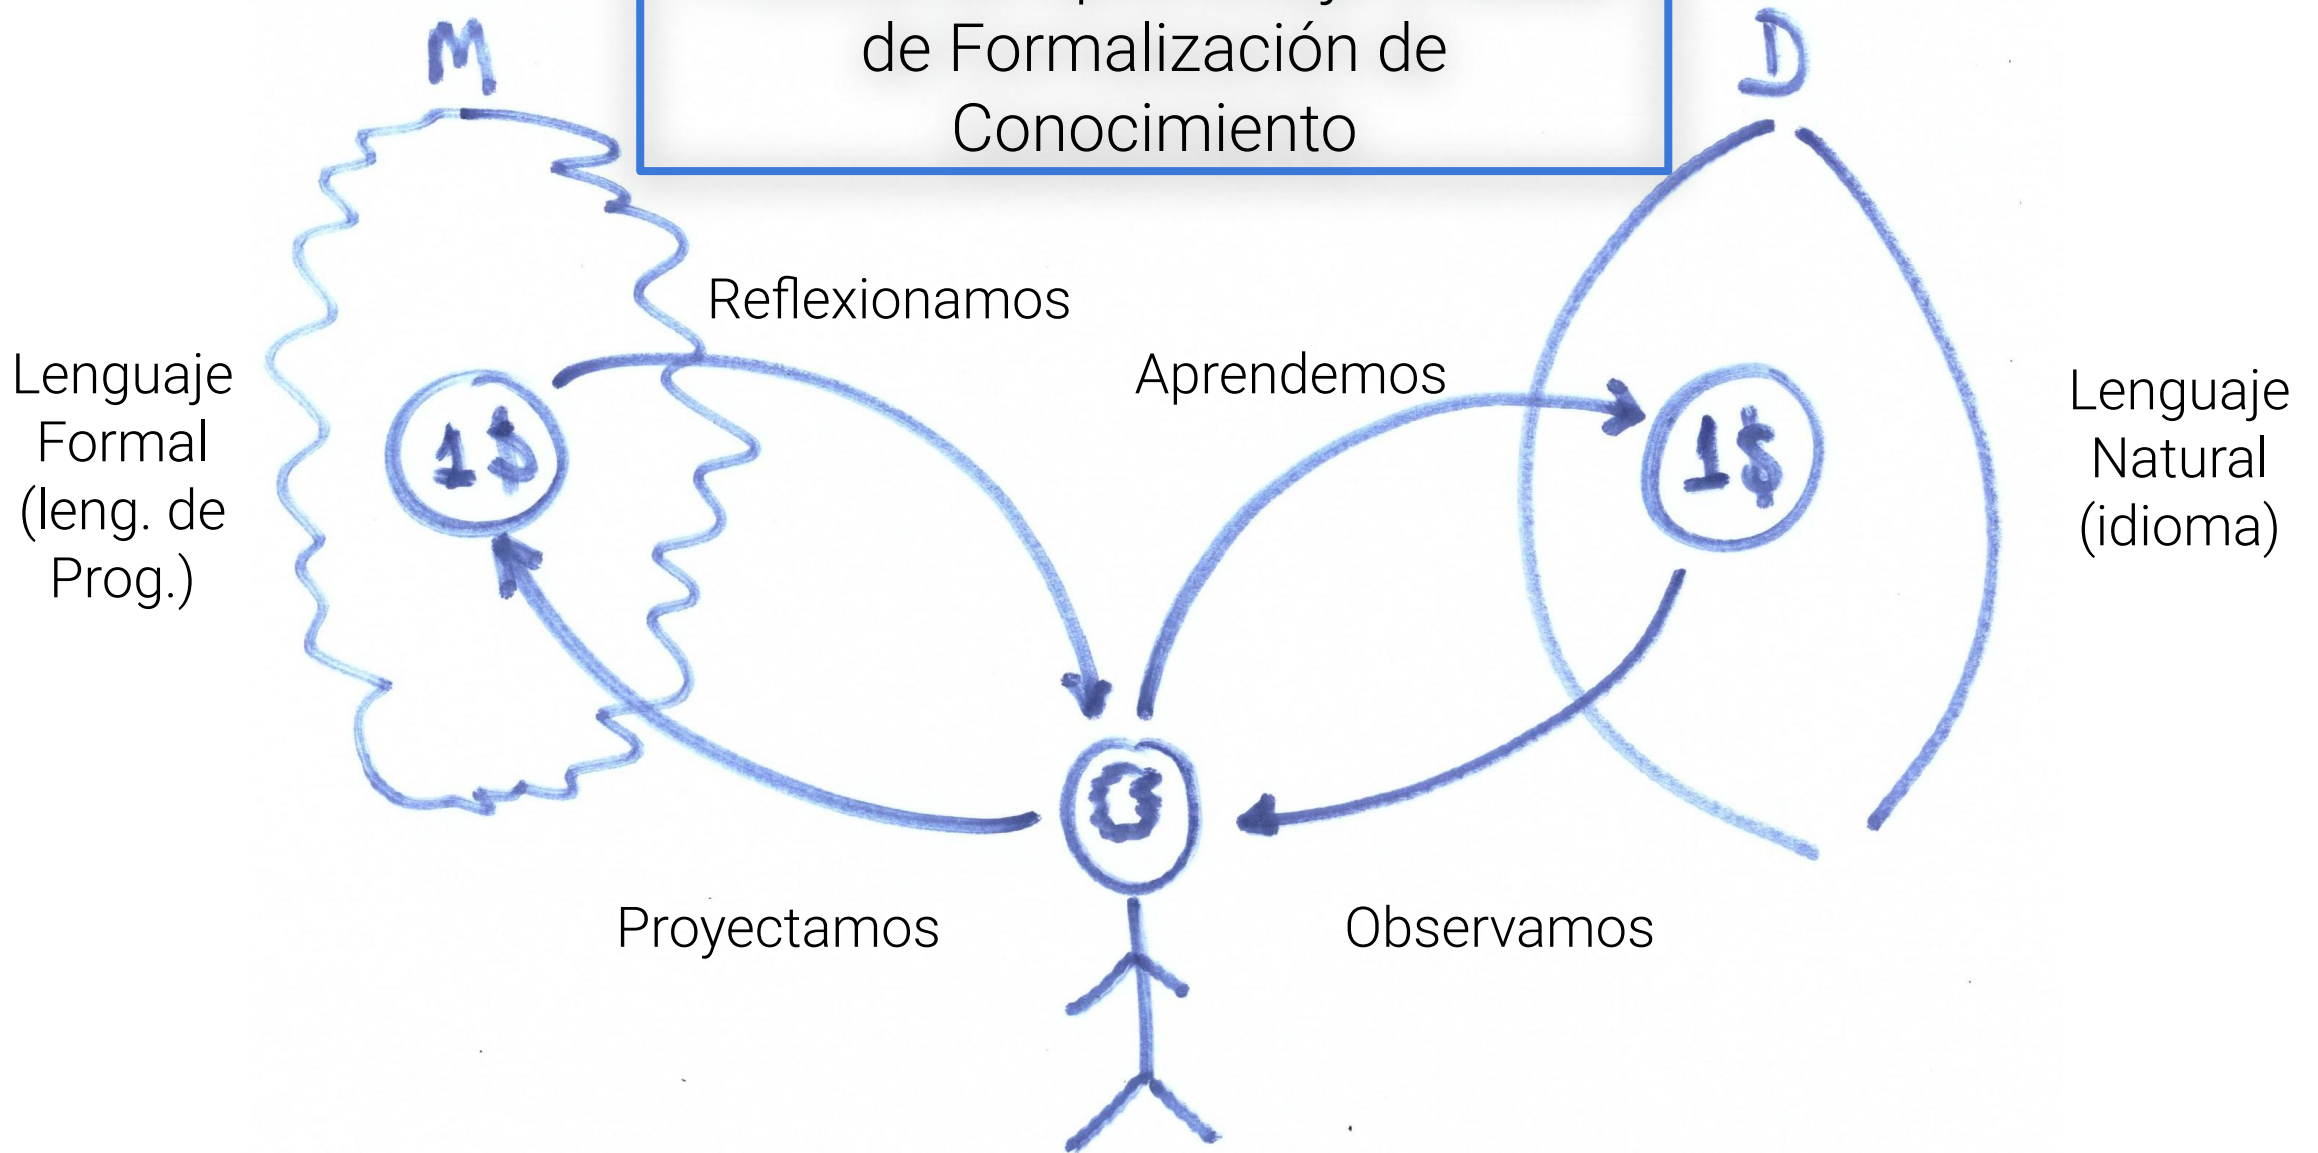 de Formalización de
Conocimiento
M
D
Reflexionamos
Aprendemos
Lenguaje
Formal
(leng. de
Prog.)
1$
1$
Lenguaje
Natural
(idioma)
Proyectamos
Observamos